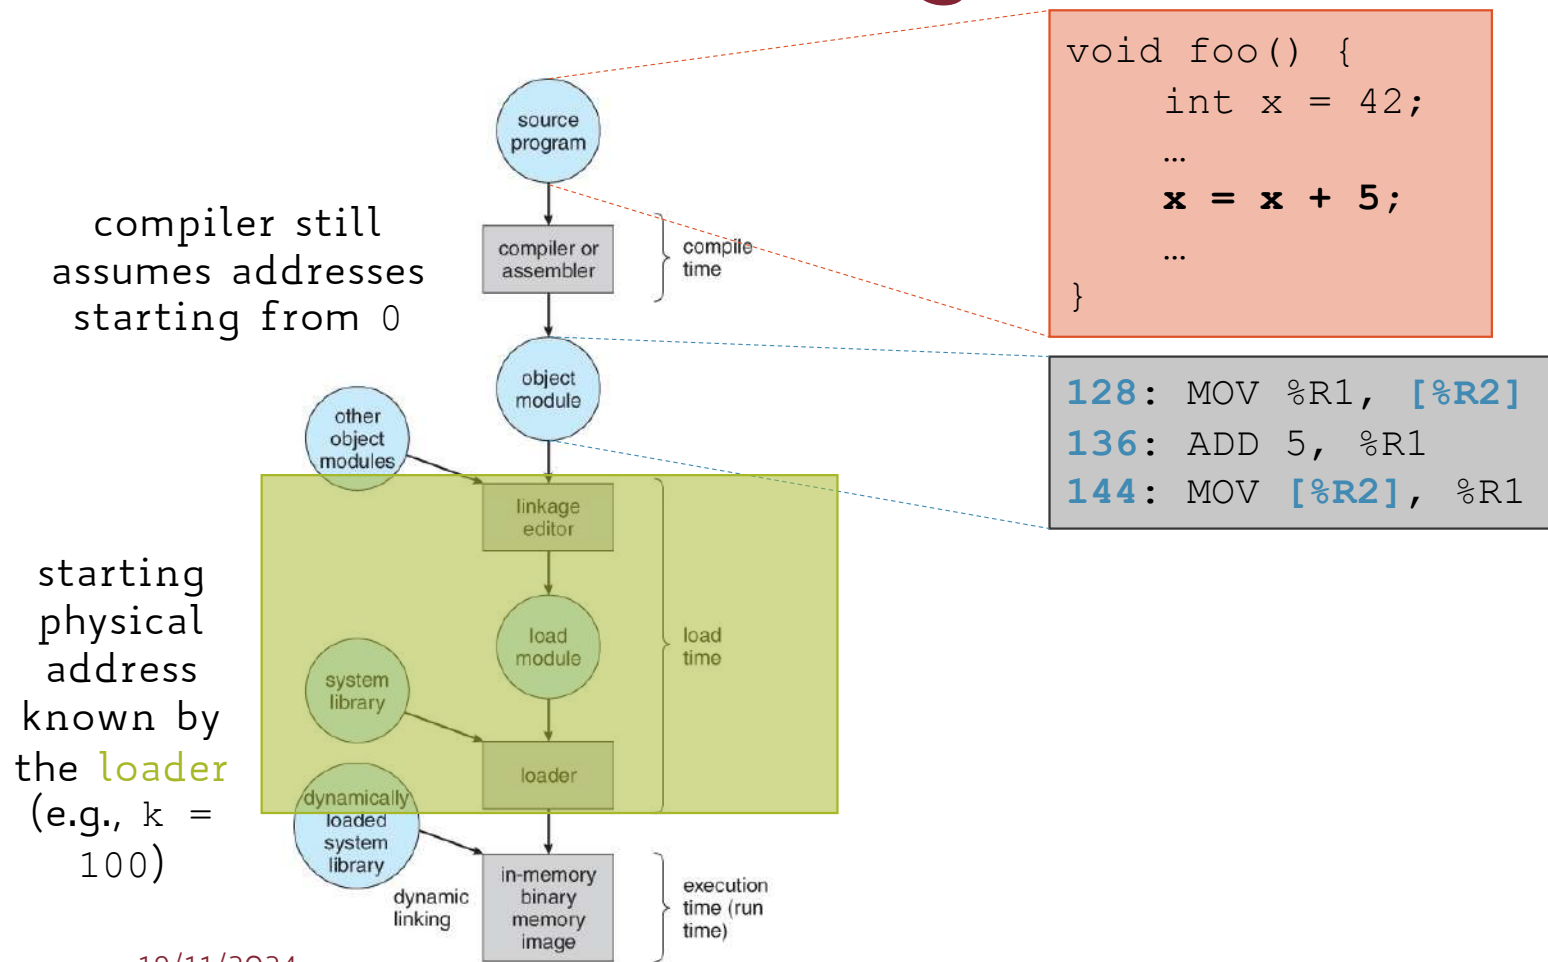 void foo() {
int x = 42;
…
x = x + 5;
…
}
source
program
compiler still
assumes addresses
starting from 0
compiler or
assembler
compile
time
object
module
128: MOV %R1, [%R2]
136: ADD 5, %R1
144: MOV [%R2], %R1
other
object
modules
linkage
editor
starting
physical
address
known by
the loader
(e.g., k =
100)
load
module
load
time
system
library
loader
dynamically
loaded
system
library
dynamic
linking
in-memory
binary
memory
image
execution
time (run
time)